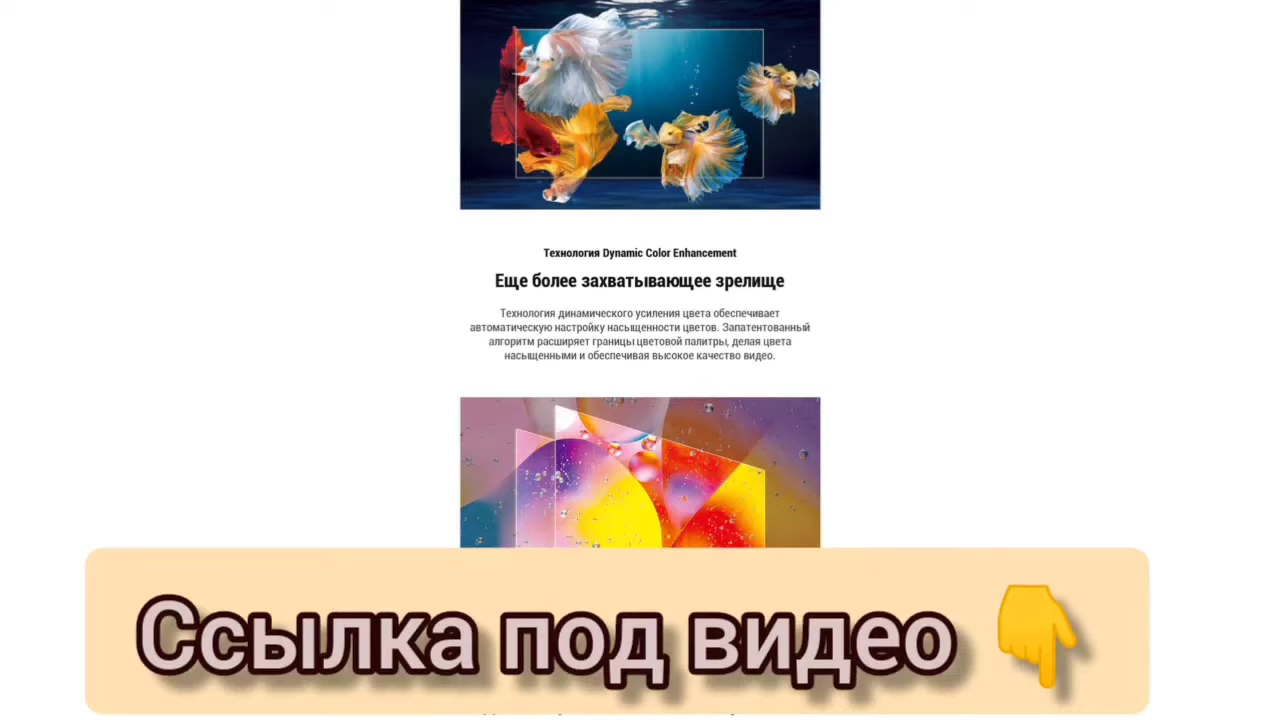 Технология Dynamic Color Enhancement
Еще более захватывающее зрелище
Технология динамического усиления цвета обеспечивает
автоматическую настройку насыщенности цветов. Запатентованный
алгоритм расширяет границы цветовой палитры, делая цвета
насыщенными и обеспечивая высокое качество видео.
Ссылка под видео 👇